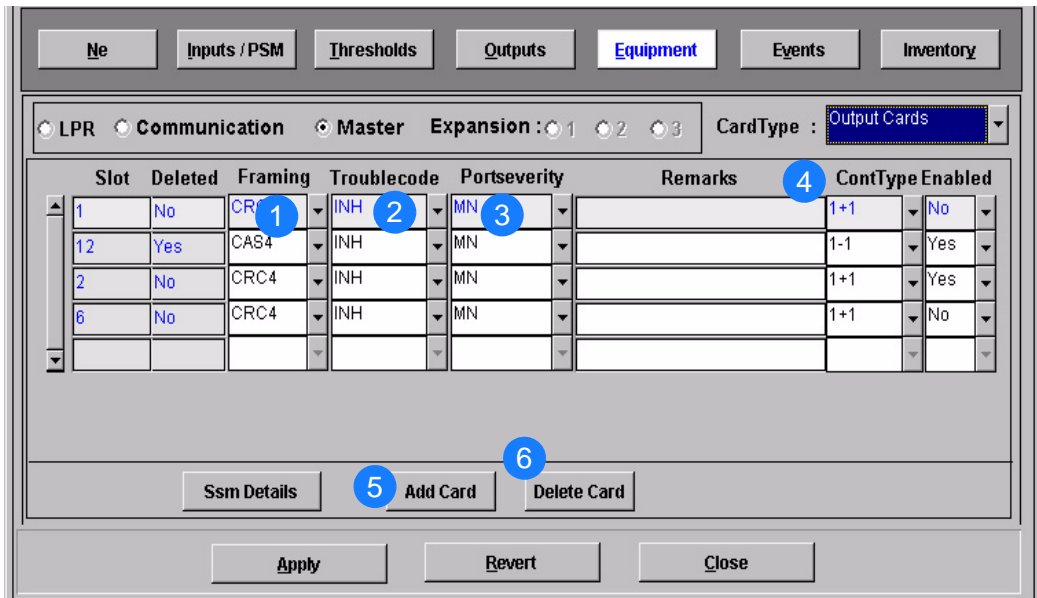 Ne Inputs / PSM Thresholds Outputs Equipment Events Inventory
LPR Communication Master Expansion : 1 2 3 CardType : Output Cards
Slot Deleted Framing Troublecode Portseverity Remarks 4 ContType Enabled
1 No 1 INH 2 MN 3 1+1 No
12 Yes CAS4 INH MN 1-1 Yes
2 No CRC4 INH MN 1+1 Yes
6 No CRC4 INH MN 1+1 No
6
Ssm Details 5 Add Card Delete Card
Apply Revert Close